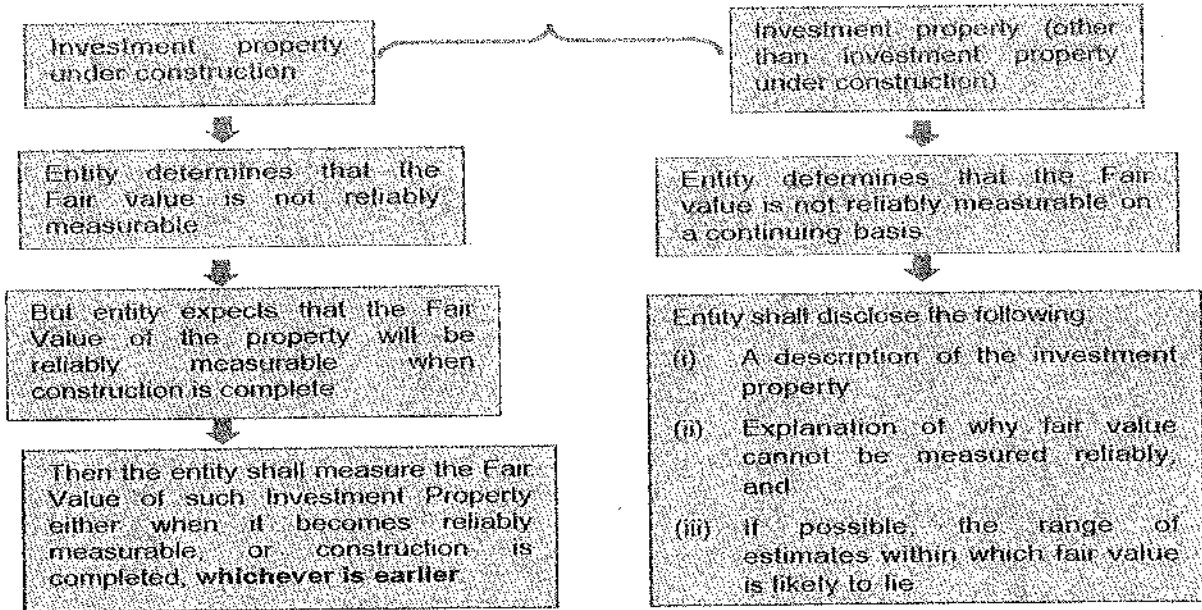 Investment property
under construction
Entity determines that the
Fair value is not reliably
measurable
But entity expects that the Fair
Value of the property will be
reliably measurable when
construction is complete
Then the entity shall measure the Fair
Value of such Investment Property
either when it becomes reliably
measurable, or construction is
completed, whichever is earlier
Investment property (other
than investment property
under construction)
Entity determines that the Fair
value is not reliably measurable on
a continuing basis
Entity shall disclose the following
(i) A description of the investment
property
(ii) Explanation of why fair value
cannot be measured reliably,
and
(iii) if possible, the range of
estimates within which fair value
is likely to lie